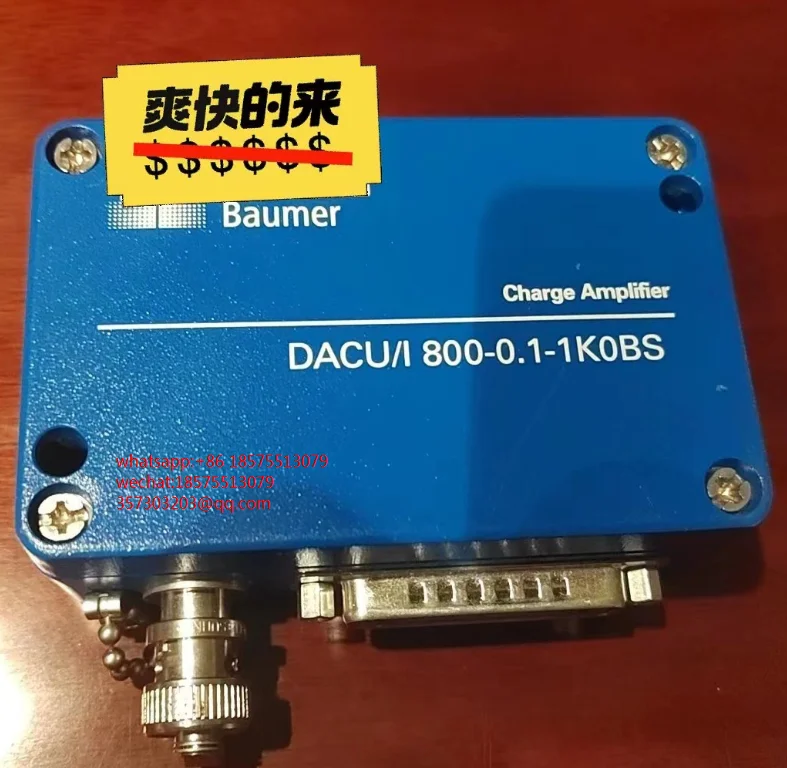 爽快的来
$$$$$$
Baumer
Charge Amplifier
DACU/I 800-0.1-1K0BS
whatsapp:+86 18575513079
wechat:18575513079
357303203@qq.com